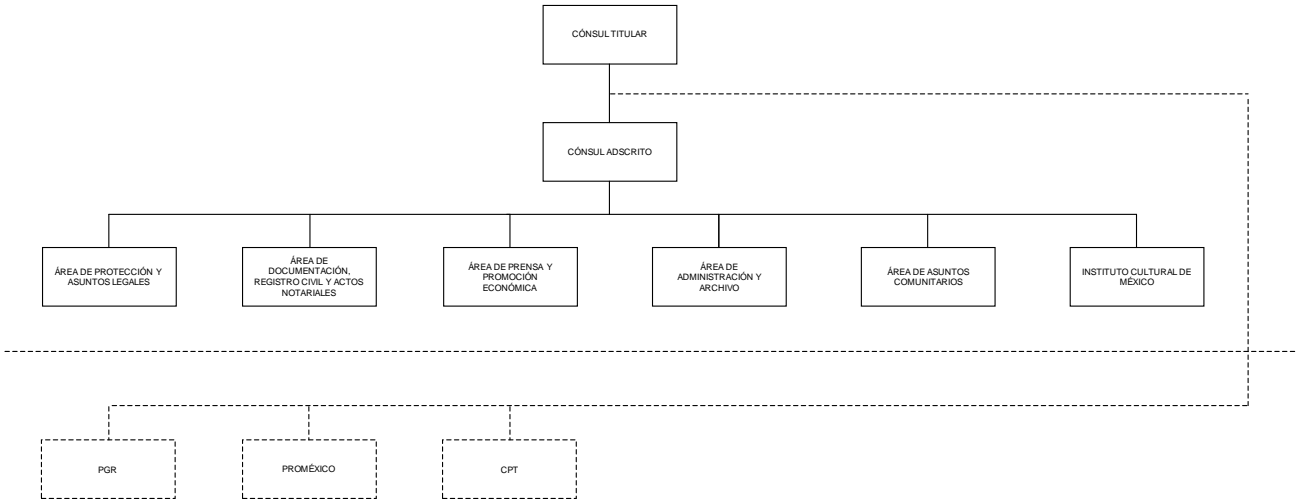 CÓNSUL TITULAR
CÓNSUL ADSCRITO
ÁREA DE PROTECCIÓN Y
ASUNTOS LEGALES
ÁREA DE
DOCUMENTACIÓN,
REGISTRO CIVIL Y ACTOS
NOTARIALES
ÁREA DE PRENSA Y
PROMOCIÓN
ECONÓMICA
ÁREA DE
ADMINISTRACIÓN Y
ARCHIVO
ÁREA DE ASUNTOS
COMUNITARIOS
INSTITUTO CULTURAL DE
MÉXICO
PGR
PROMÉXICO
CPT